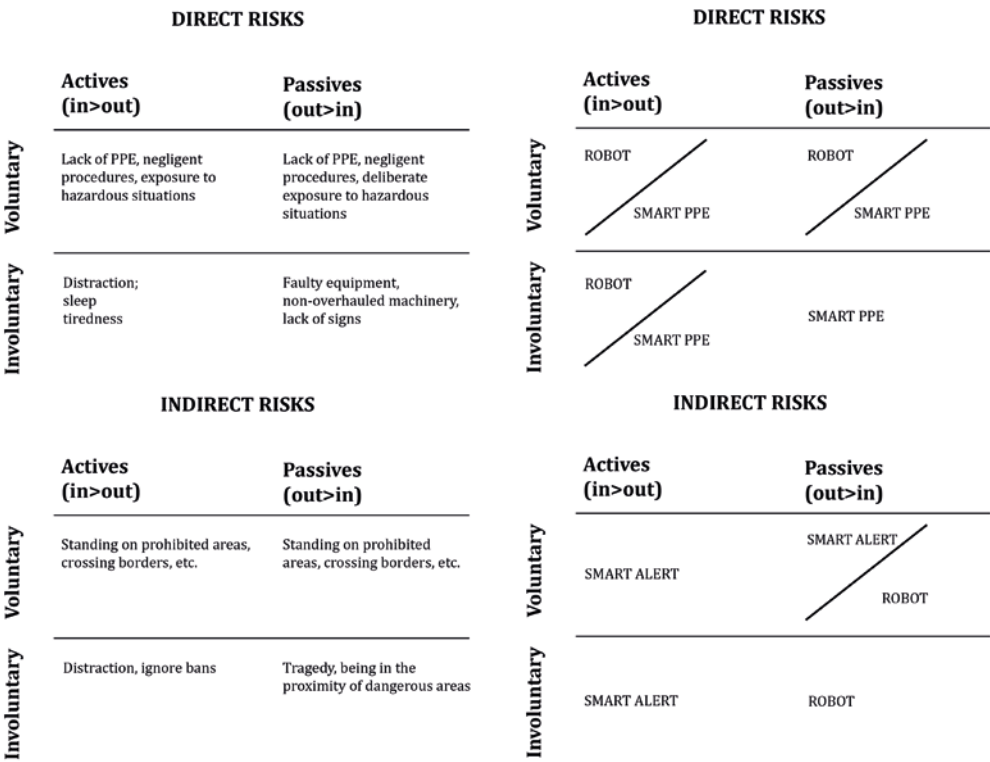 DIRECT RISKS
Actives
(in>out)
Passives
(out>in)
Voluntary
Lack of PPE, negligent
procedures, exposure to
hazardous situations
Lack of PPE, negligent
procedures, deliberate
exposure to hazardous
situations
Involuntary
Distraction;
sleep
tiredness
Faulty equipment,
non-overhauled machinery,
lack of signs
INDIRECT RISKS
Actives
(in>out)
Passives
(out>in)
Voluntary
Standing on prohibited areas,
crossing borders, etc.
Standing on prohibited
areas, crossing borders, etc.
Involuntary
Distraction, ignore bans
Tragedy, being in the
proximity of dangerous areas
DIRECT RISKS
Actives
(in>out)
Passives
(out>in)
Voluntary
ROBOT
SMART PPE
ROBOT
SMART PPE
Involuntary
ROBOT
SMART PPE
SMART PPE
INDIRECT RISKS
Actives
(in>out)
Passives
(out>in)
Voluntary
SMART ALERT
SMART ALERT
ROBOT
Involuntary
SMART ALERT
ROBOT